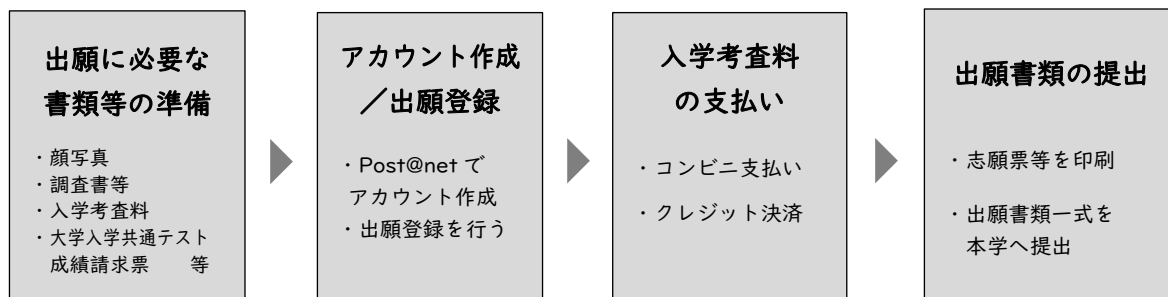 出願に必要な
書類等の準備
・顔写真
・調査書等
・入学考査料
・大学入学共通テスト
成績請求票　　等
アカウント作成
／出願登録
・Post@net で
アカウント作成
・出願登録を行う
入学考査料
の支払い
・コンビニ支払い
・クレジット決済
出願書類の提出
・志願票等を印刷
・出願書類一式を
本学へ提出